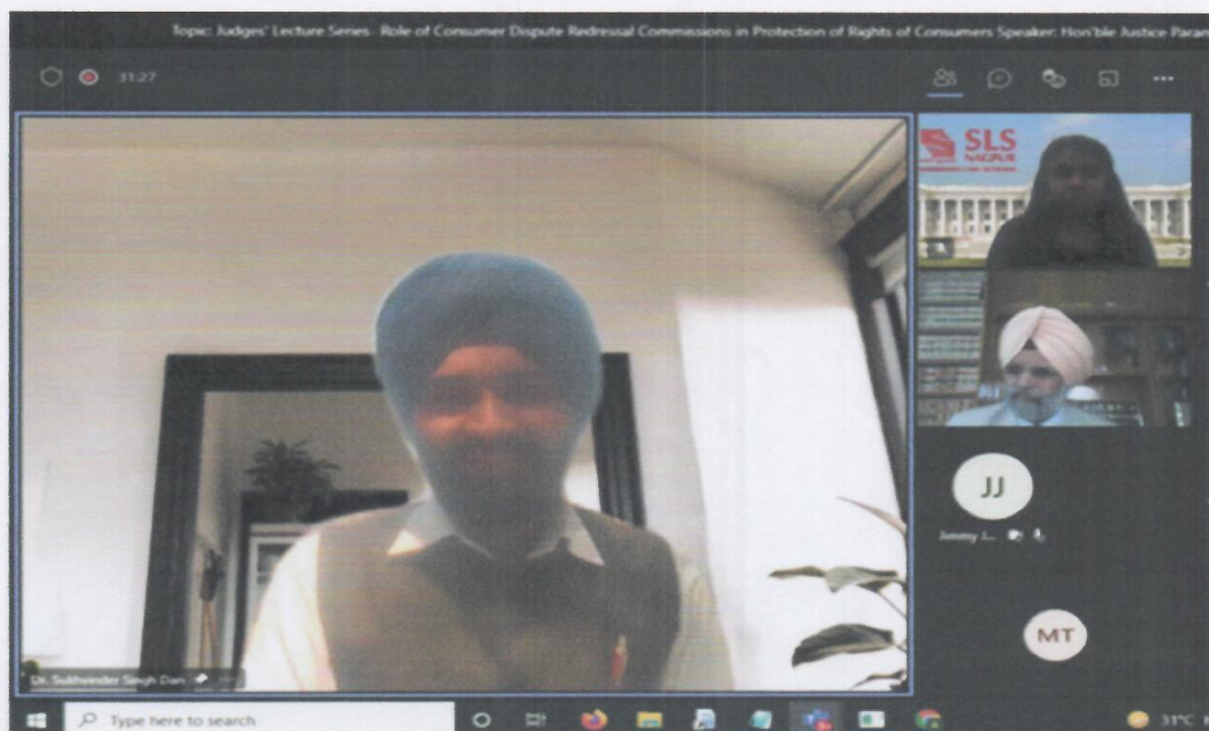 Topic: Judges' Lecture Series- Role of Consumer Dispute Redressal Commissions in Protection of Rights of Consumers Speaker: Hon'ble Justice Param
31:27
SLS
NAGPUR
JJ
Jimmy J...
MT
Dr. Sukhvinder Singh Dari
Type here to search
31°C